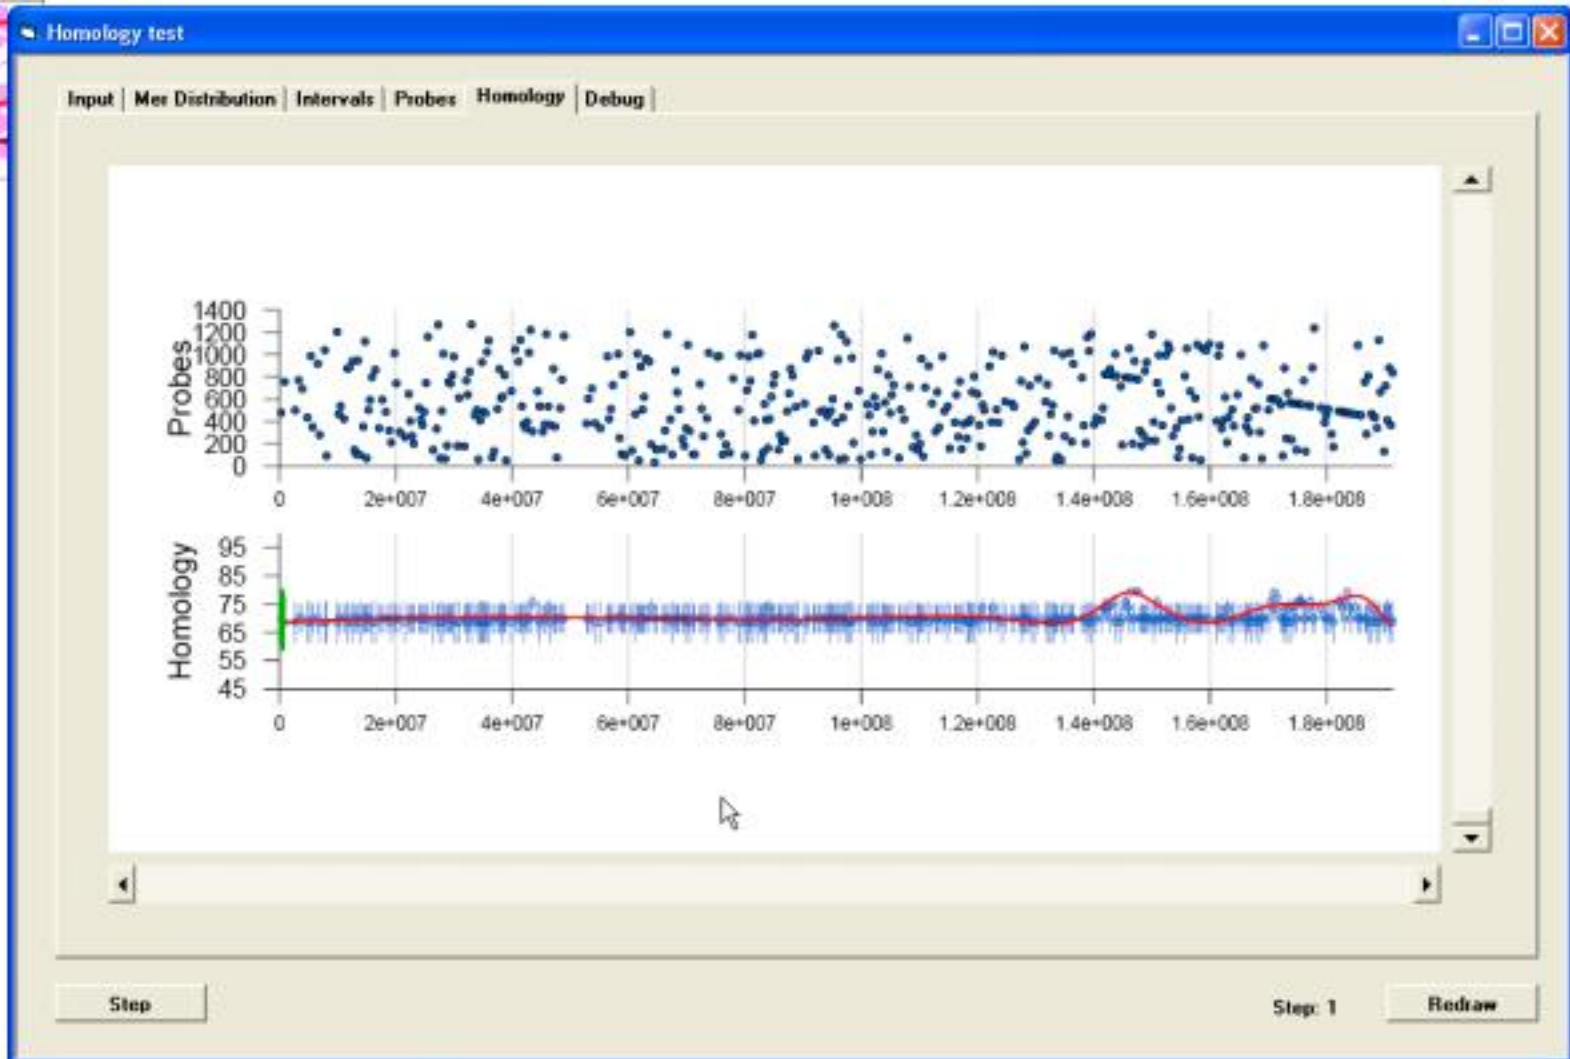 Homology test
Input Mer Distribution Intervals Probes Homology Debug
Probes
1400
1200
1000
800
600
400
200
0
0 2e+007 4e+007 6e+007 8e+007 1e+008 1.2e+008 1.4e+008 1.6e+008 1.8e+008
Homology
95
85
75
65
55
45
0 2e+007 4e+007 6e+007 8e+007 1e+008 1.2e+008 1.4e+008 1.6e+008 1.8e+008
Step
Step: 1
Redraw